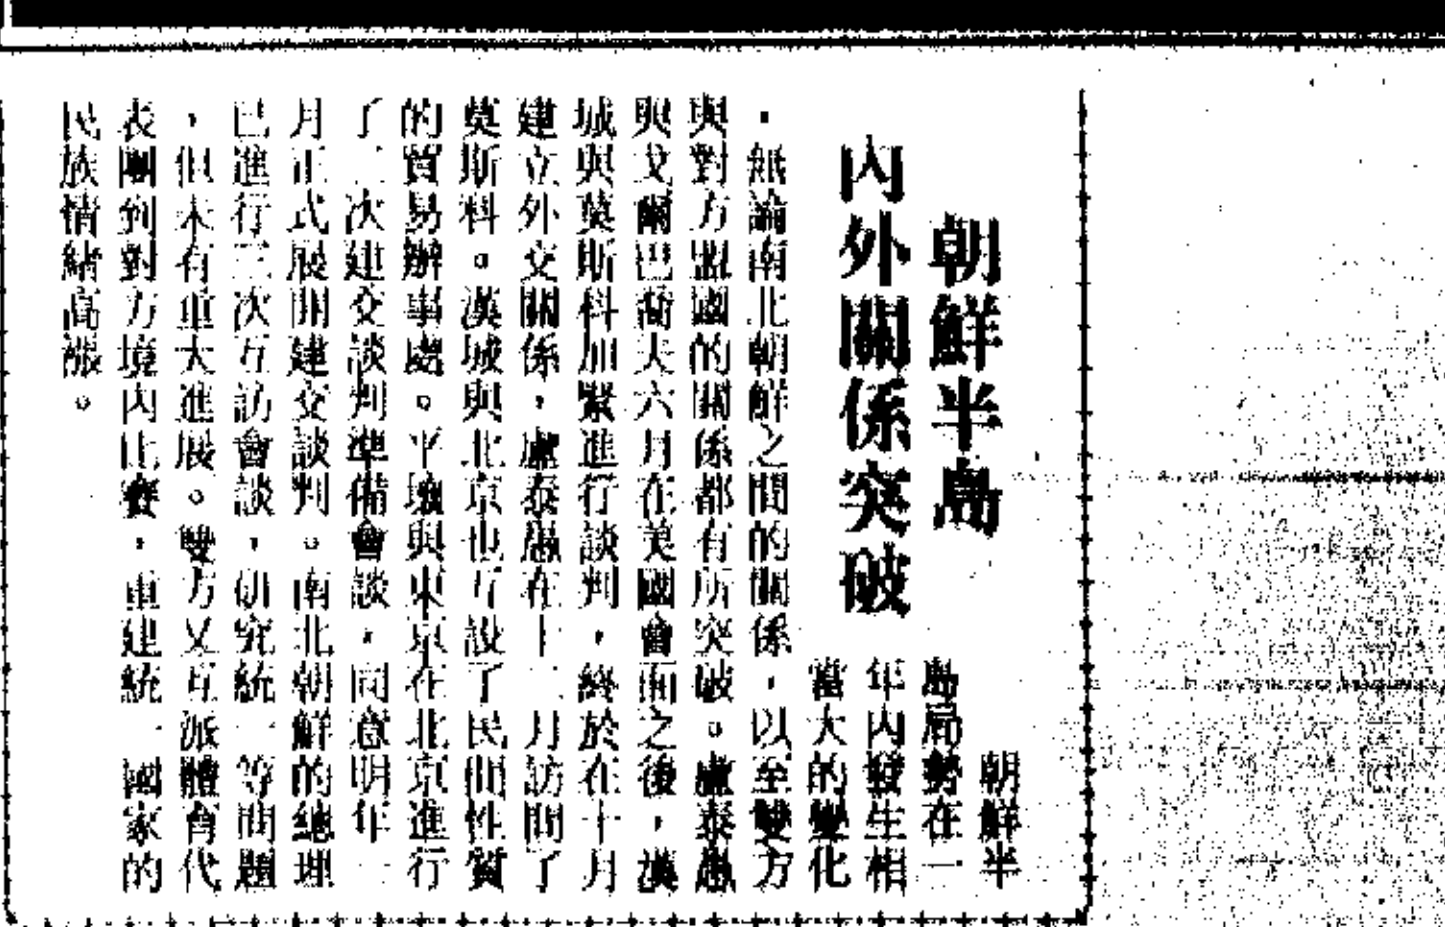 朝鮮半島
內外關係突破
朝鮮半
島局勢在一
年內發生相
當大的變化
，無論南北朝鮮之間的關係，以至雙方
與對方盟國的關係都有所突破。盧泰愚
與戈爾巴喬夫六月在美國會面之後，漢
城與莫斯科加緊進行談判，終於在十月
建立外交關係，盧泰愚在十二月訪問了
莫斯科。漢城與北京也互設了民間性質
的貿易辦事處。平壤與東京在北京進行
了二次建交談判準備會談，同意明年一
月正式展開建交談判。南北朝鮮的總理
已進行三次互訪會談，研究統一等問題
，但未有重大進展。雙方又互派體育代
表團到對方境內比賽，重建統一國家的
民族情緒高漲。